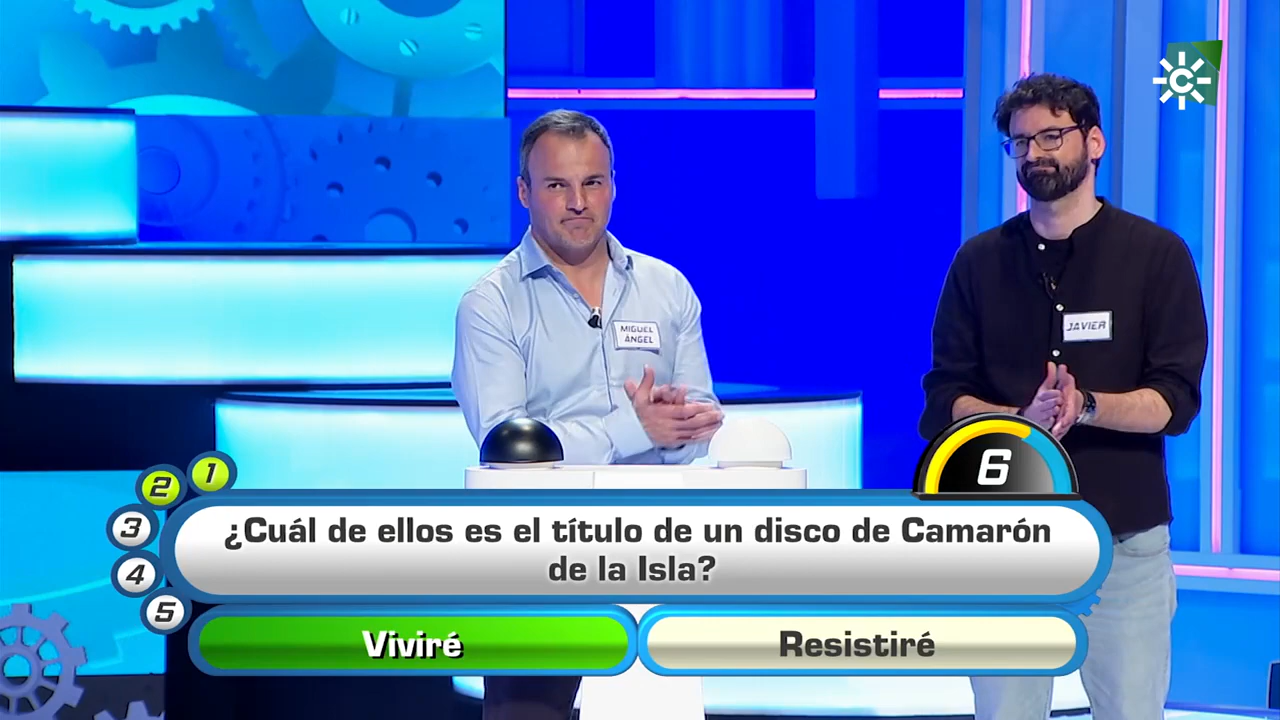 C
MIGUEL
ÁNGEL
JAVIER
6
1
2
3
4
5
¿Cuál de ellos es el título de un disco de Camarón
de la Isla?
Viviré
Resistiré